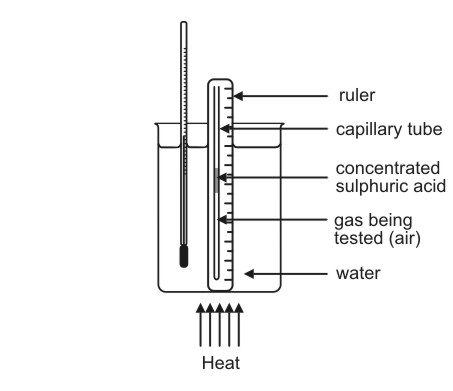 ruler
capillary tube
concentrated
sulphuric acid
gas being
tested (air)
water
Heat